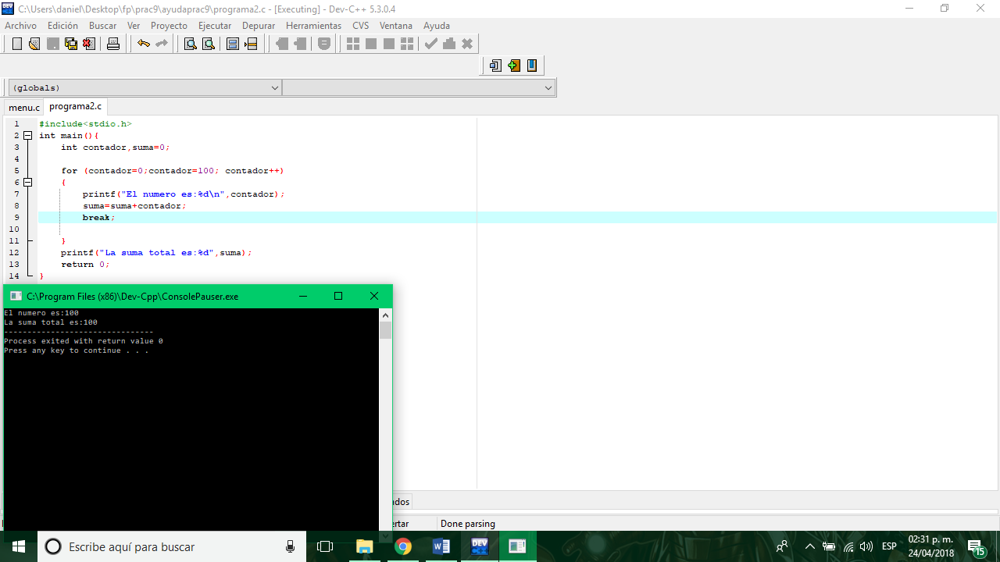 C:\Users\daniel\Desktop\fp\prac9\ayudaprac9\programa2.c - [Executing] - Dev-C++ 5.3.0.4
Archivo Edición Buscar Ver Proyecto Ejecutar Depurar Herramientas CVS Ventana Ayuda
(globals)
menu.c programa2.c
1 #include<stdio.h>
2 int main(){
3 int contador,suma=0;
4
5 for (contador=0;contador=100; contador++)
6 {
7 printf("El numero es:%d\n",contador);
8 suma=suma+contador;
9 break;
10
11 }
12 printf("La suma total es:%d",suma);
13 return 0;
14 }
C:\Program Files (x86)\Dev-Cpp\ConsolePauser.exe
El numero es:100
La suma total es:100
--------------------------------
Process exited with return value 0
Press any key to continue . . .
ados
ertar Done parsing
Escribe aquí para buscar
DEV
ESP
02:31 p. m.
24/04/2018
15